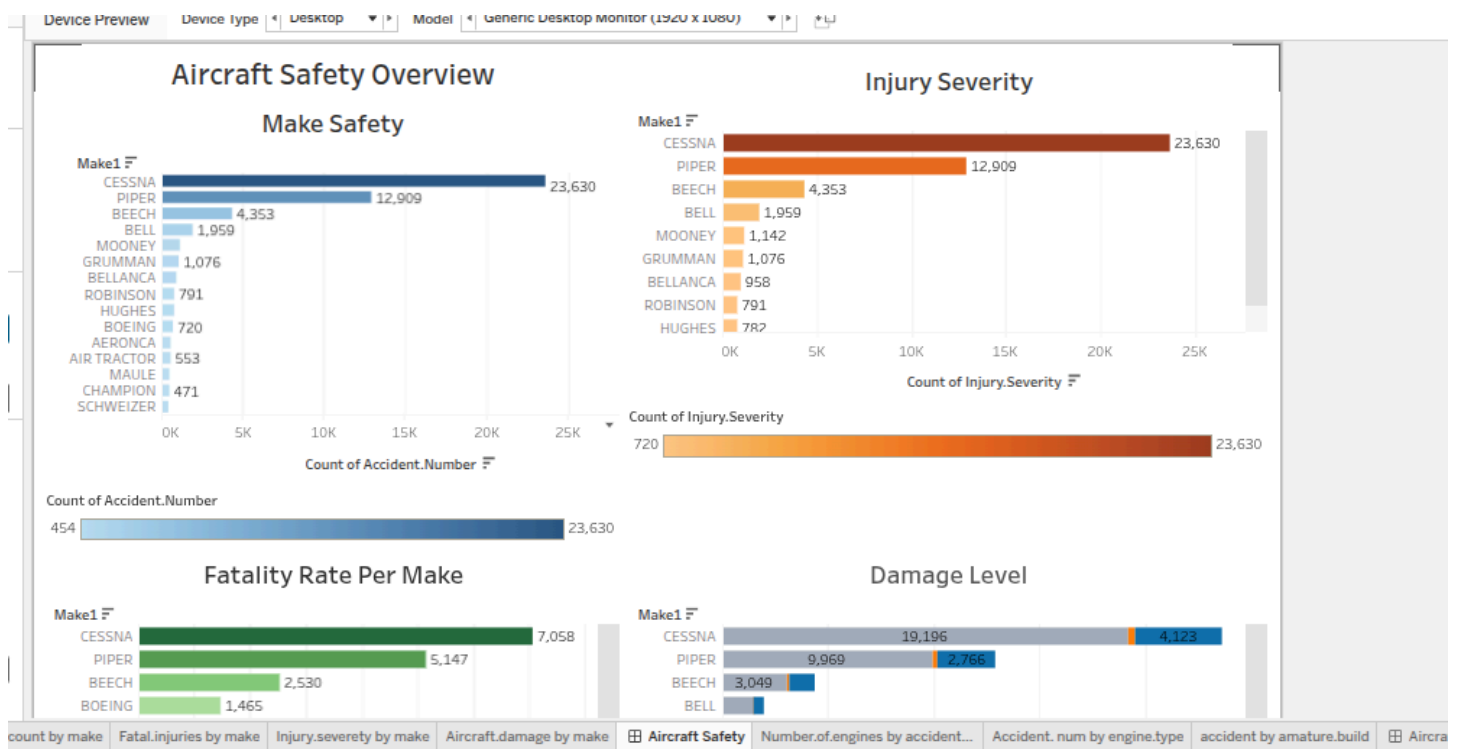 Device Preview Device Type Desktop Model Generic Desktop Monitor (1920 x 1080)
Aircraft Safety Overview
Make Safety
Make1
CESSNA 23,630
PIPER 12,909
BEECH 4,353
BELL 1,959
MOONEY
GRUMMAN 1,076
BELLANCA
ROBINSON 791
HUGHES
BOEING 720
AERONCA
AIR TRACTOR 553
MAULE
CHAMPION 471
SCHWEIZER
0K 5K 10K 15K 20K 25K
Count of Accident.Number
Count of Accident.Number
454 23,630
Injury Severity
Make1
CESSNA 23,630
PIPER 12,909
BEECH 4,353
BELL 1,959
MOONEY 1,142
GRUMMAN 1,076
BELLANCA 958
ROBINSON 791
HUGHES 782
0K 5K 10K 15K 20K 25K
Count of Injury.Severity
Count of Injury.Severity
720 23,630
Fatality Rate Per Make
Make1
CESSNA 7,058
PIPER 5,147
BEECH 2,530
BOEING 1,465
Damage Level
Make1
CESSNA 19,196 4,123
PIPER 9,969 2,766
BEECH 3,049
BELL
count by make Fatal.injuries by make Injury.severety by make Aircraft.damage by make Aircraft Safety Number.of.engines by accident... Accident. num by engine.type accident by amature.build Aircra